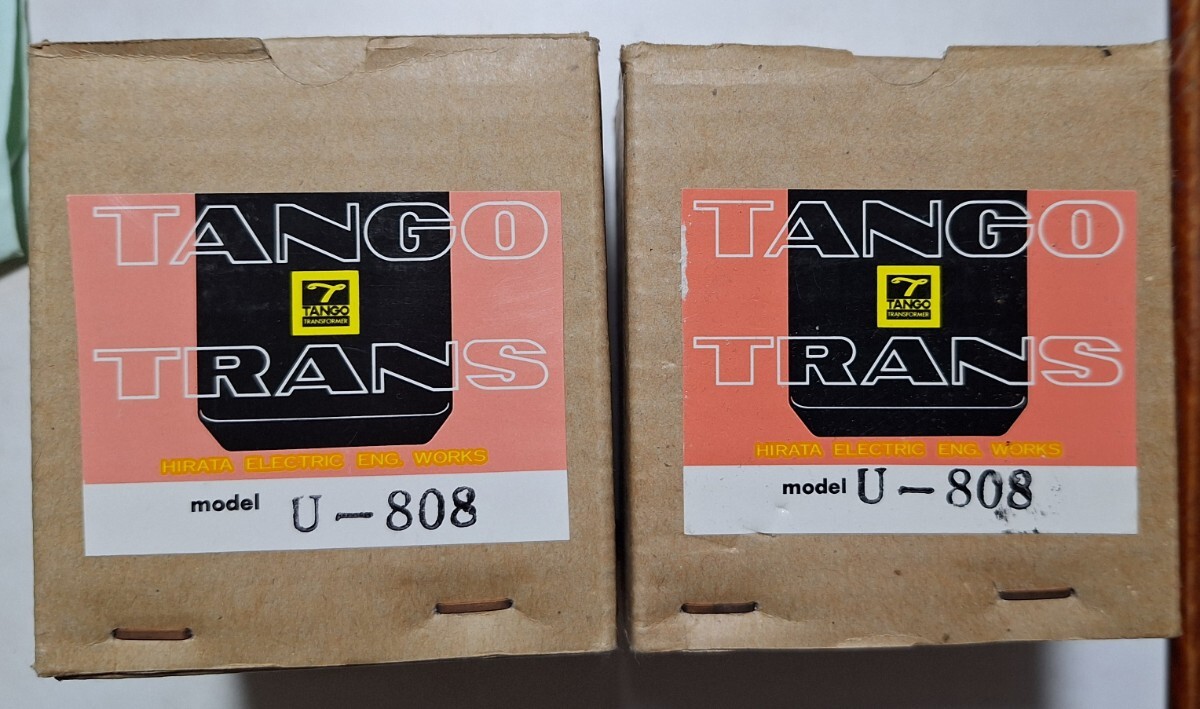 TANGO
TANGO
TRANSFORMER
TRANS
HIRATA ELECTRIC ENG. WORKS
model U-808
TANGO
TANGO
TRANSFORMER
TRANS
HIRATA ELECTRIC ENG. WORKS
model U-808